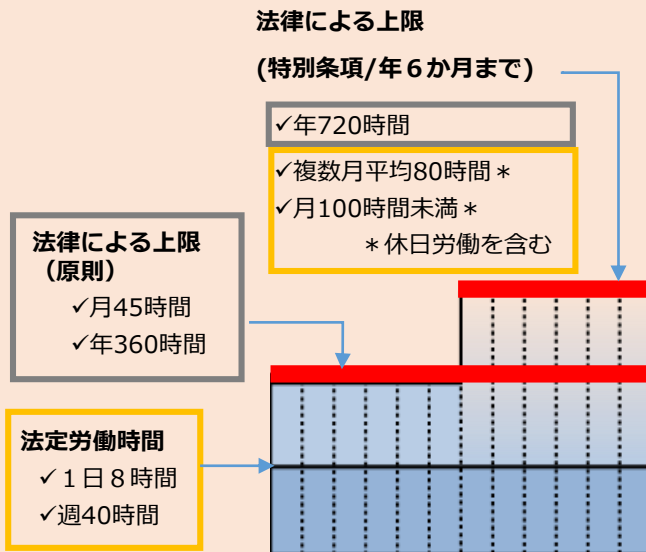 法律による上限
(特別条項/年６か月まで)
✓年720時間
✓複数月平均80時間＊
✓月100時間未満＊
＊休日労働を含む
法律による上限
（原則）
✓月45時間
✓年360時間
法定労働時間
✓１日８時間
✓週40時間